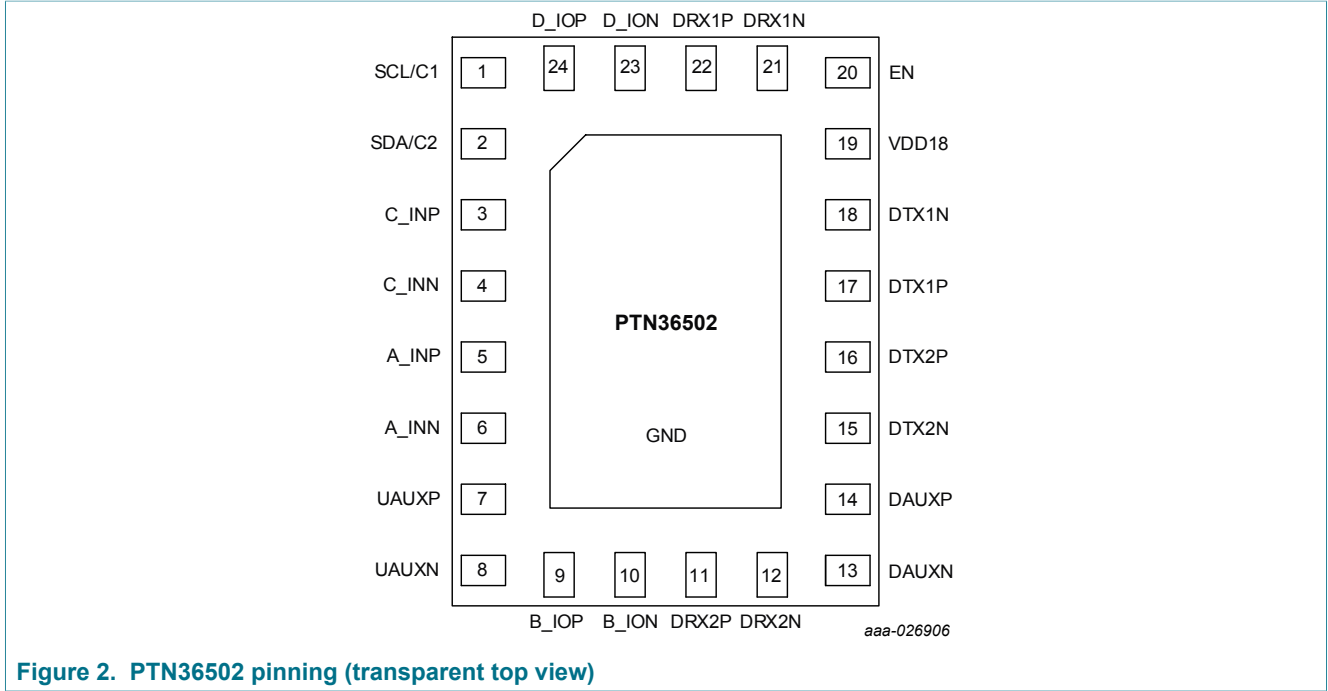 D_IOP D_ION DRX1P DRX1N
SCL/C1 1 24 23 22 21 20 EN
SDA/C2 2 19 VDD18
C_INP 3 18 DTX1N
C_INN 4 17 DTX1P
PTN36502
A_INP 5 16 DTX2P
A_INN 6 GND 15 DTX2N
UAUXP 7 14 DAUXP
UAUXN 8 9 10 11 12 13 DAUXN
B_IOP B_ION DRX2P DRX2N
aaa-026906
Figure 2. PTN36502 pinning (transparent top view)